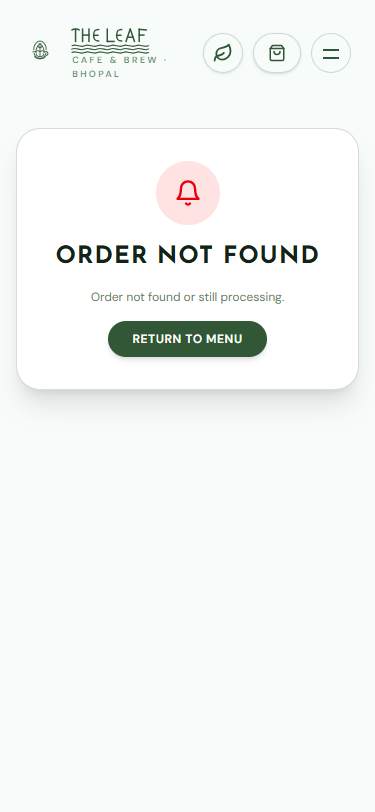 THE LEAF
CAFE & BREW ·
BHOPAL
ORDER NOT FOUND
Order not found or still processing.
RETURN TO MENU